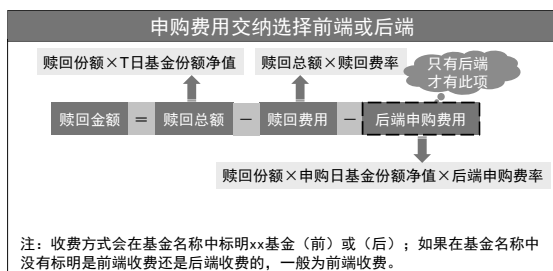 申购费用交纳选择前端或后端
赎回份额×T日基金份额净值
赎回总额×赎回费率
只有后端
才有此项
赎回金额 = 赎回总额 − 赎回费用 − 后端申购费用
赎回份额×申购日基金份额净值×后端申购费率
注：收费方式会在基金名称中标明xx基金（前）或（后）；如果在基金名称中
没有标明是前端收费还是后端收费的，一般为前端收费。